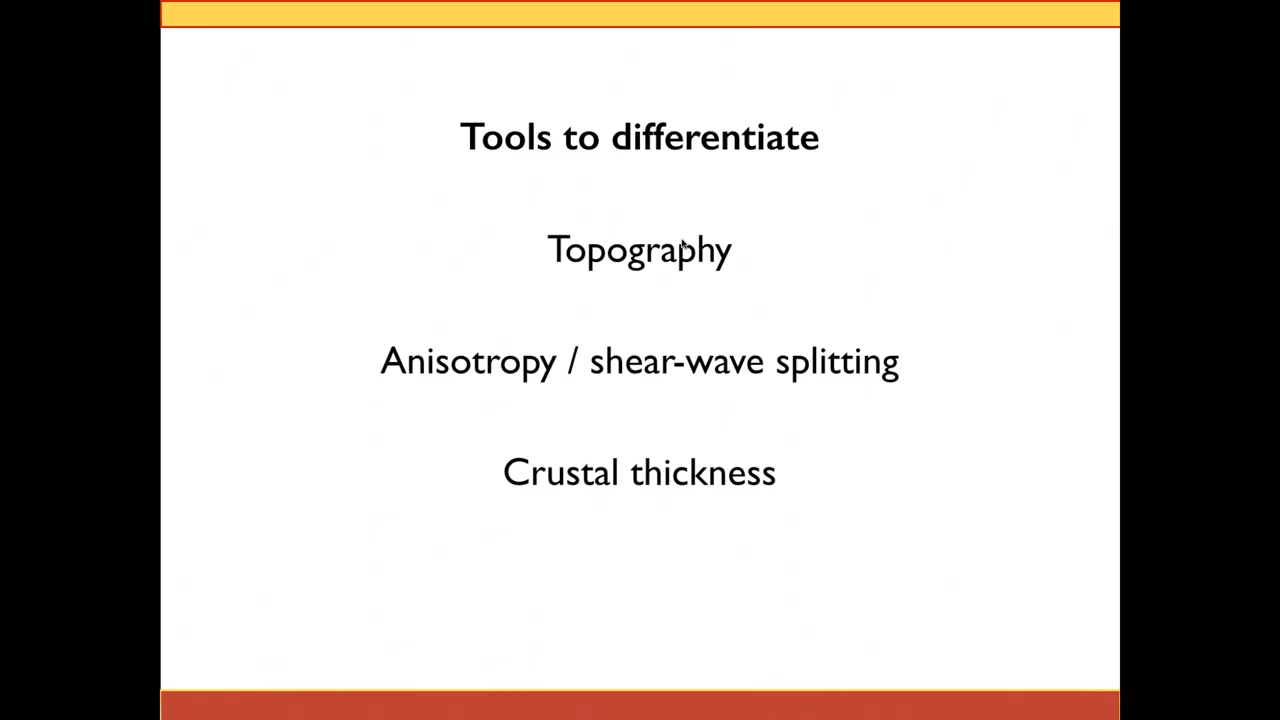 Tools to differentiate
Topography
Anisotropy / shear-wave splitting
Crustal thickness